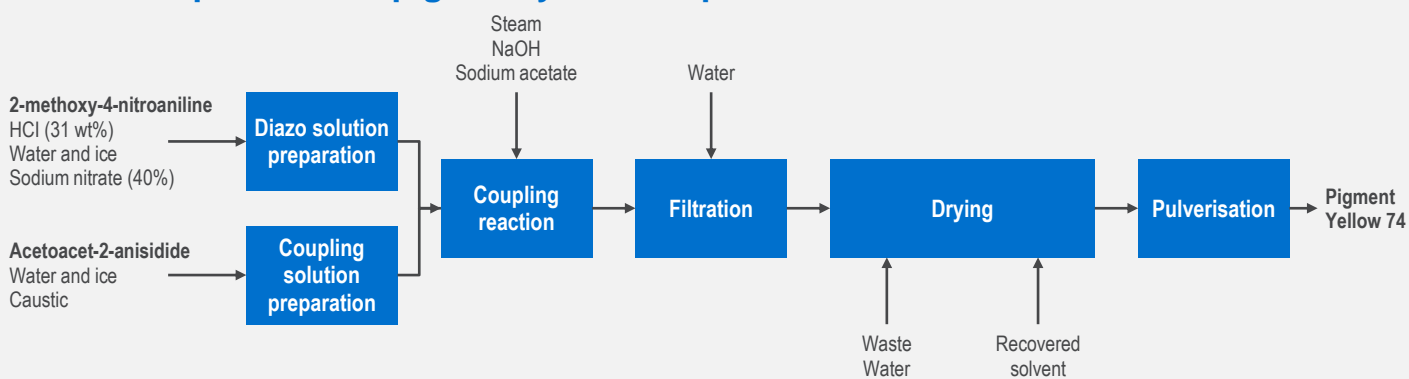 Steam
NaOH
Sodium acetate
Water
2-methoxy-4-nitroaniline
HCI (31 wt%)
Water and ice
Sodium nitrate (40%)
Diazo solution
preparation
Acetoacet-2-anisidide
Water and ice
Caustic
Coupling
solution
preparation
Coupling
reaction
Filtration
Drying
Pulverisation
Pigment
Yellow 74
Waste
Water
Recovered
solvent